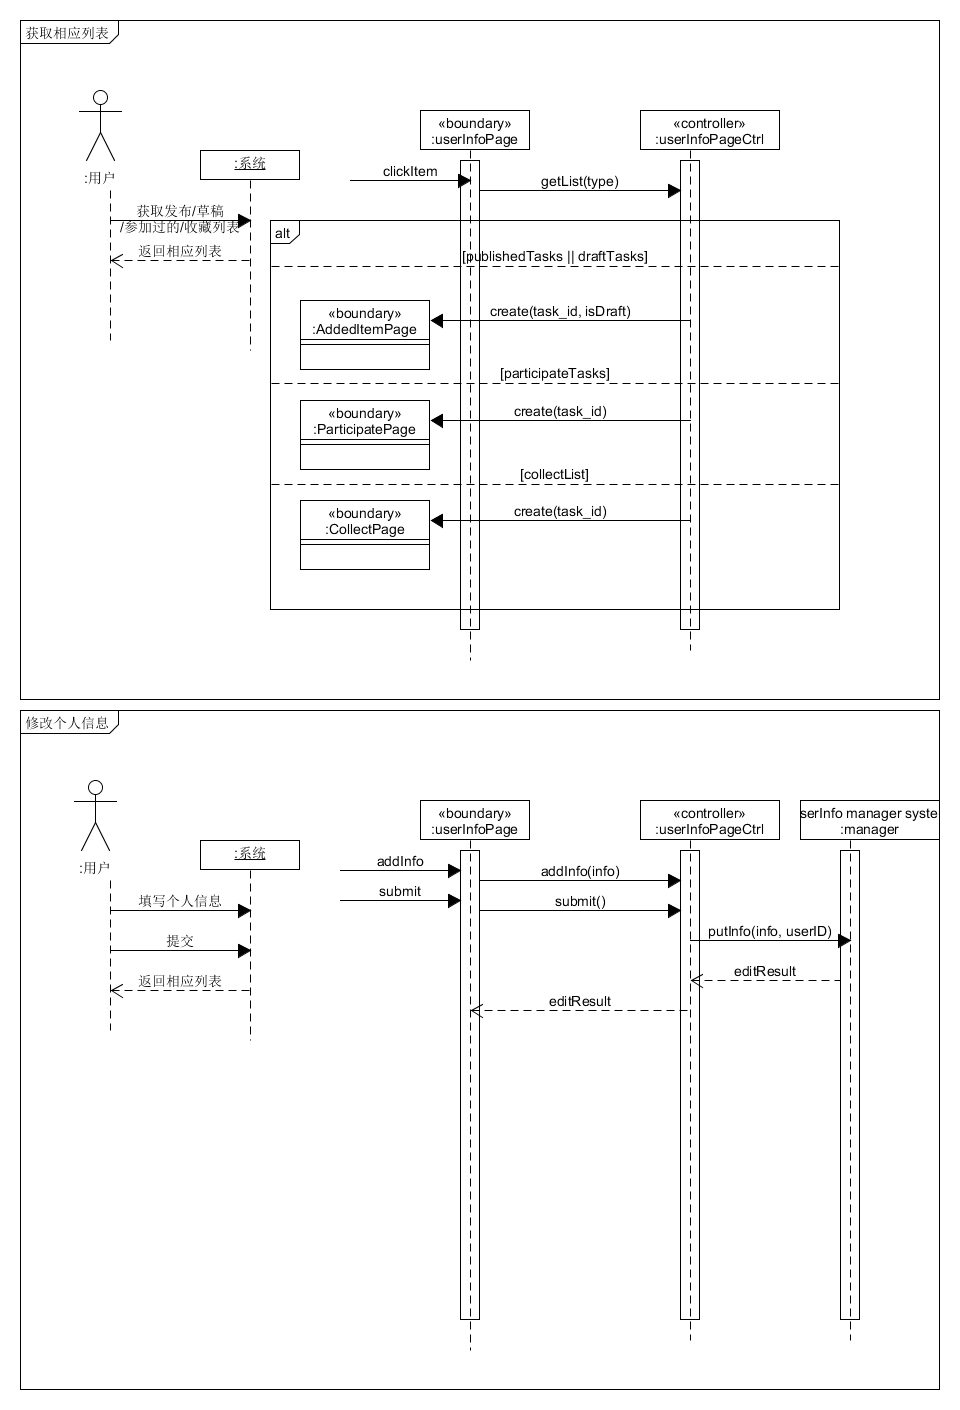 获取相应列表
:用户
:系统
获取发布/草稿
/参加过的/收藏列表
返回相应列表
«boundary»
:userInfoPage
«controller»
:userInfoPageCtrl
clickItem
getList(type)
alt
[publishedTasks || draftTasks]
«boundary»
:AddedItemPage
create(task_id, isDraft)
[participateTasks]
«boundary»
:ParticipatePage
create(task_id)
[collectList]
«boundary»
:CollectPage
create(task_id)
修改个人信息
:用户
:系统
填写个人信息
提交
返回相应列表
«boundary»
:userInfoPage
«controller»
:userInfoPageCtrl
serInfo manager syste
:manager
addInfo
addInfo(info)
submit
submit()
putInfo(info, userID)
editResult
editResult